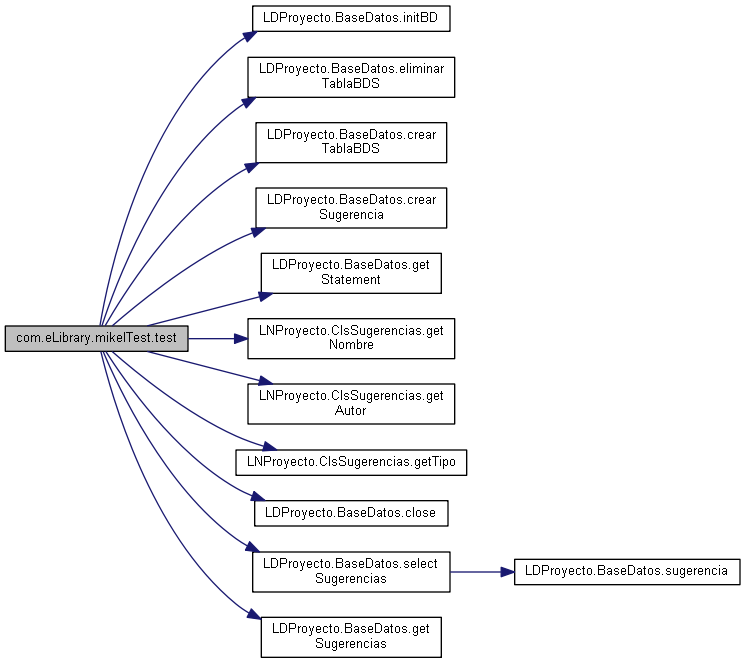 LDProyecto.BaseDatos.initBD
LDProyecto.BaseDatos.eliminar
TablaBDS
LDProyecto.BaseDatos.crear
TablaBDS
LDProyecto.BaseDatos.crear
Sugerencia
LDProyecto.BaseDatos.get
Statement
com.eLibrary.mikelTest.test
LNProyecto.ClsSugerencias.get
Nombre
LNProyecto.ClsSugerencias.get
Autor
LNProyecto.ClsSugerencias.getTipo
LDProyecto.BaseDatos.close
LDProyecto.BaseDatos.select
Sugerencias
LDProyecto.BaseDatos.sugerencia
LDProyecto.BaseDatos.get
Sugerencias